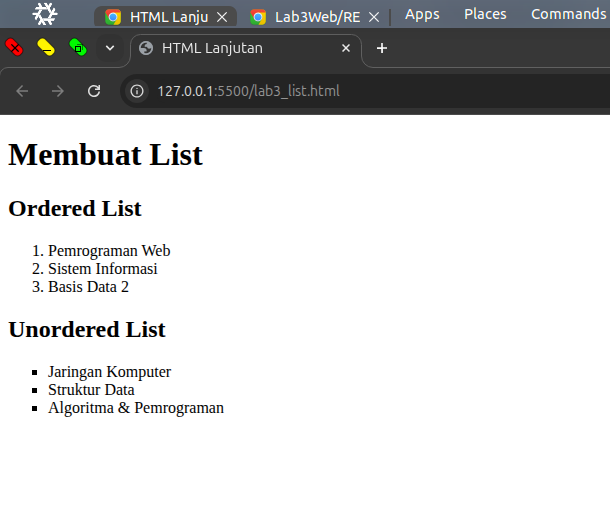 HTML Lanju
Lab3Web/RE
Apps
Places
Commands
HTML Lanjutan
127.0.0.1:5500/lab3_list.html
Membuat List
Ordered List
1. Pemrograman Web
2. Sistem Informasi
3. Basis Data 2
Unordered List
Jaringan Komputer
Struktur Data
Algoritma & Pemrograman